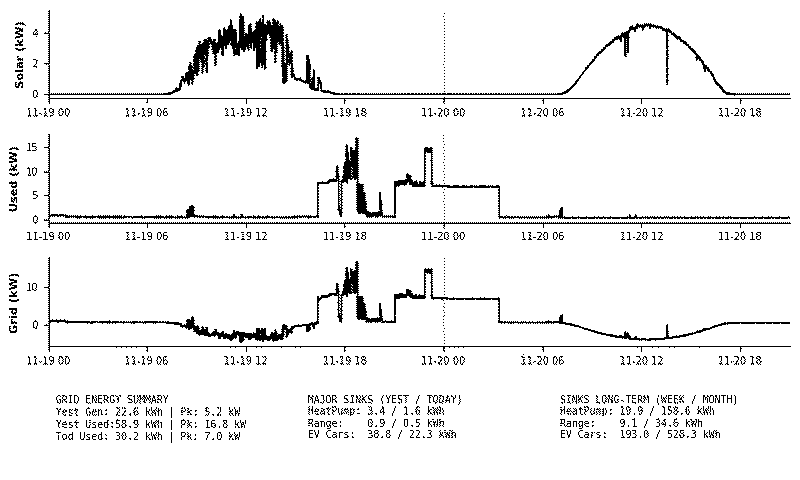 Solar (kW)
4
2
0
11-19 00 11-19 06 11-19 12 11-19 18 11-20 00 11-20 06 11-20 12 11-20 18
Used (kW)
15
10
5
0
11-19 00 11-19 06 11-19 12 11-19 18 11-20 00 11-20 06 11-20 12 11-20 18
Grid (kW)
10
0
11-19 00 11-19 06 11-19 12 11-19 18 11-20 00 11-20 06 11-20 12 11-20 18
GRID ENERGY SUMMARY
Yest Gen: 22.6 kWh | Pk: 5.2 kW
Yest Used:58.9 kWh | Pk: 16.8 kW
Tod Used: 30.2 kWh | Pk: 7.0 kW
MAJOR SINKS (YEST / TODAY)
HeatPump: 3.4 / 1.6 kWh
Range: 0.9 / 0.5 kWh
EV Cars: 38.8 / 22.3 kWh
SINKS LONG-TERM (WEEK / MONTH)
HeatPump: 19.9 / 158.6 kWh
Range: 9.1 / 34.6 kWh
EV Cars: 193.0 / 528.3 kWh